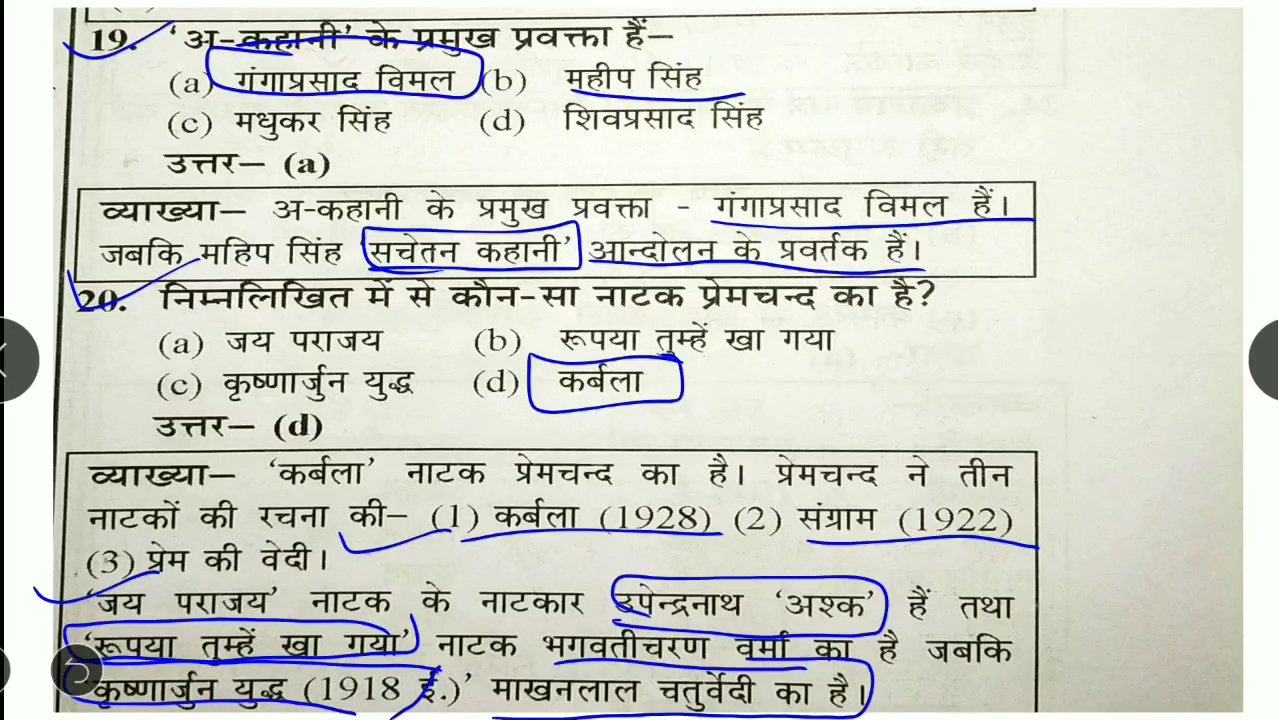 19. 'अ-कहानी' के प्रमुख प्रवक्ता हैं–
(a) गंगाप्रसाद विमल (b) महीप सिंह
(c) मधुकर सिंह (d) शिवप्रसाद सिंह
उत्तर– (a)
व्याख्या– अ-कहानी के प्रमुख प्रवक्ता - गंगाप्रसाद विमल हैं।
जबकि महिप सिंह 'सचेतन कहानी' आन्दोलन के प्रवर्तक हैं।
20. निम्नलिखित में से कौन-सा नाटक प्रेमचन्द का है?
(a) जय पराजय (b) रूपया तुम्हें खा गया
(c) कृष्णार्जुन युद्ध (d) कर्बला
उत्तर– (d)
व्याख्या– 'कर्बला' नाटक प्रेमचन्द का है। प्रेमचन्द ने तीन
नाटकों की रचना की– (1) कर्बला (1928) (2) संग्राम (1922)
(3) प्रेम की वेदी।
'जय पराजय' नाटक के नाटकार उपेन्द्रनाथ 'अश्क' हैं तथा
'रूपया तुम्हें खा गया' नाटक भगवतीचरण वर्मा का है जबकि
'कृष्णार्जुन युद्ध (1918 ई.)' माखनलाल चतुर्वेदी का है।